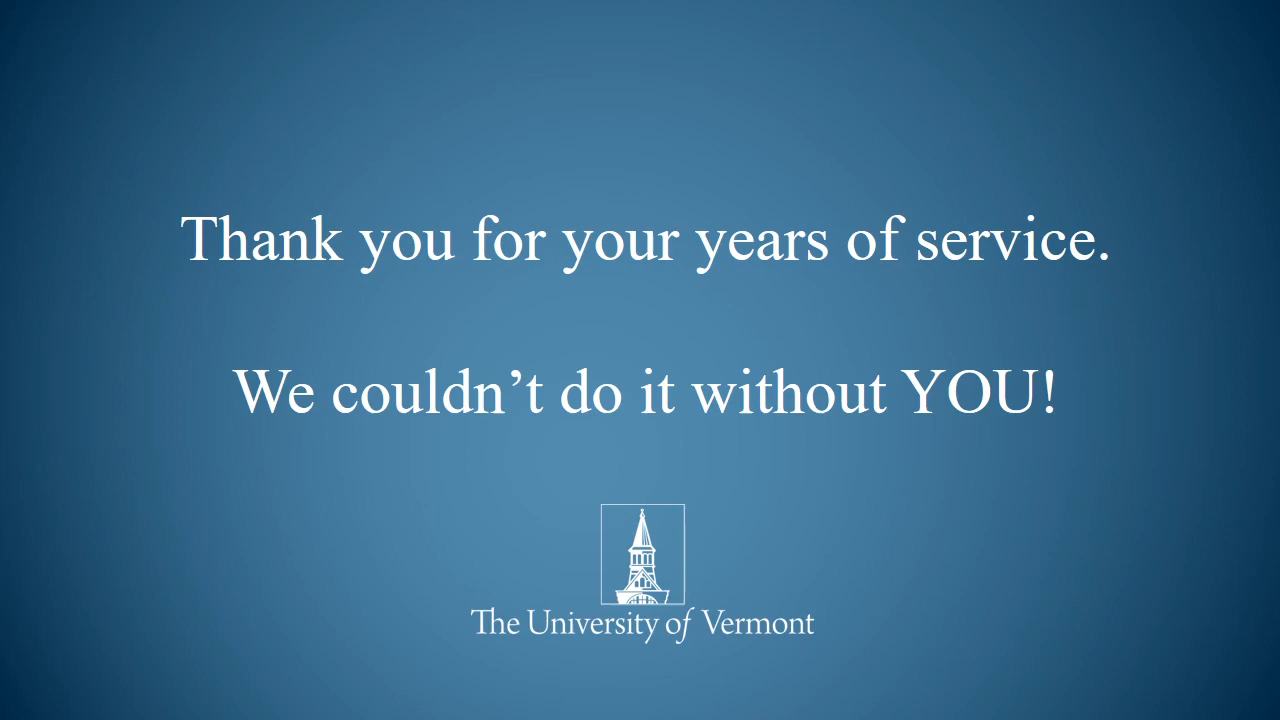 Thank you for your years of service.
We couldn’t do it without YOU!
The University of Vermont